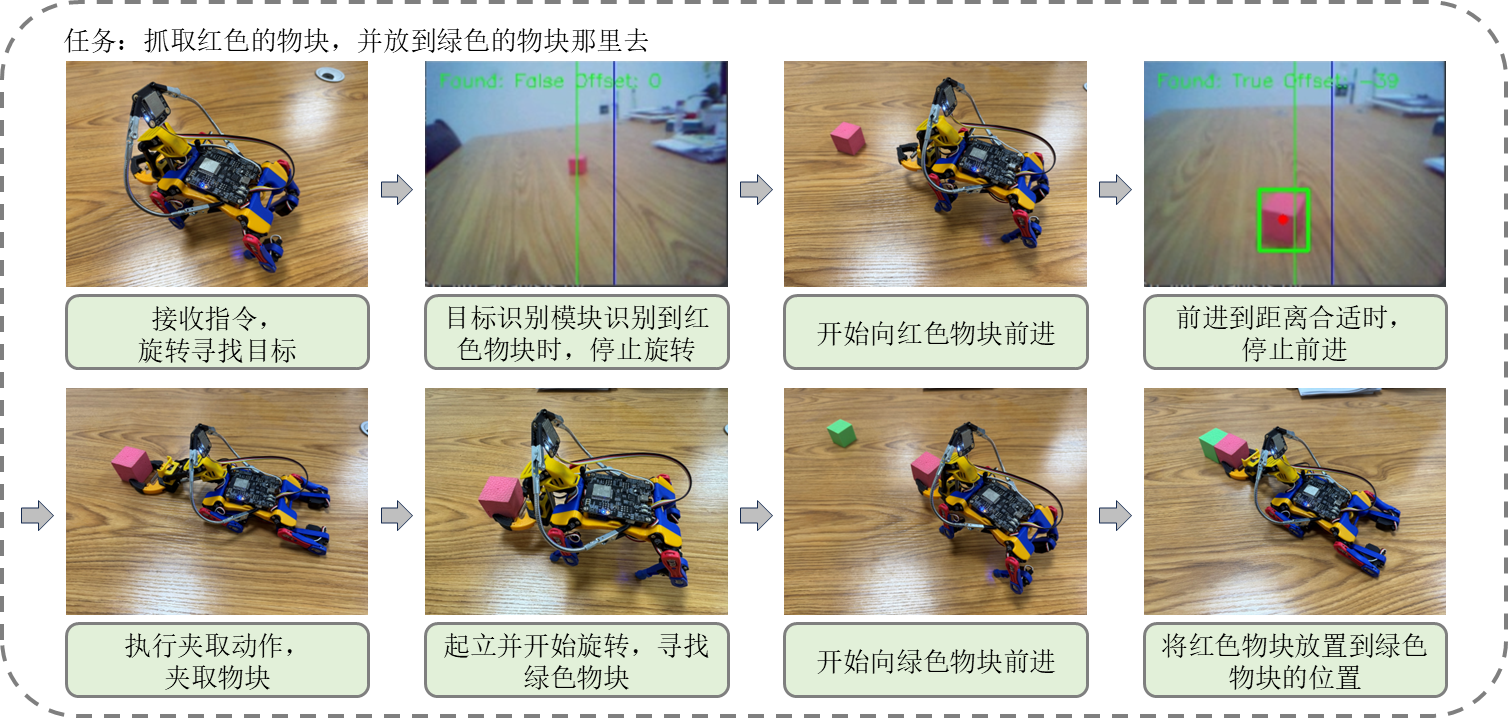 任务：抓取红色的物块，并放到绿色的物块那里去
Found: False Offset: 0
Found: True Offset: -39
接收指令，
旋转寻找目标
目标识别模块识别到红
色物块时，停止旋转
开始向红色物块前进
前进到距离合适时，
停止前进
执行夹取动作，
夹取物块
起立并开始旋转，寻找
绿色物块
开始向绿色物块前进
将红色物块放置到绿色
物块的位置